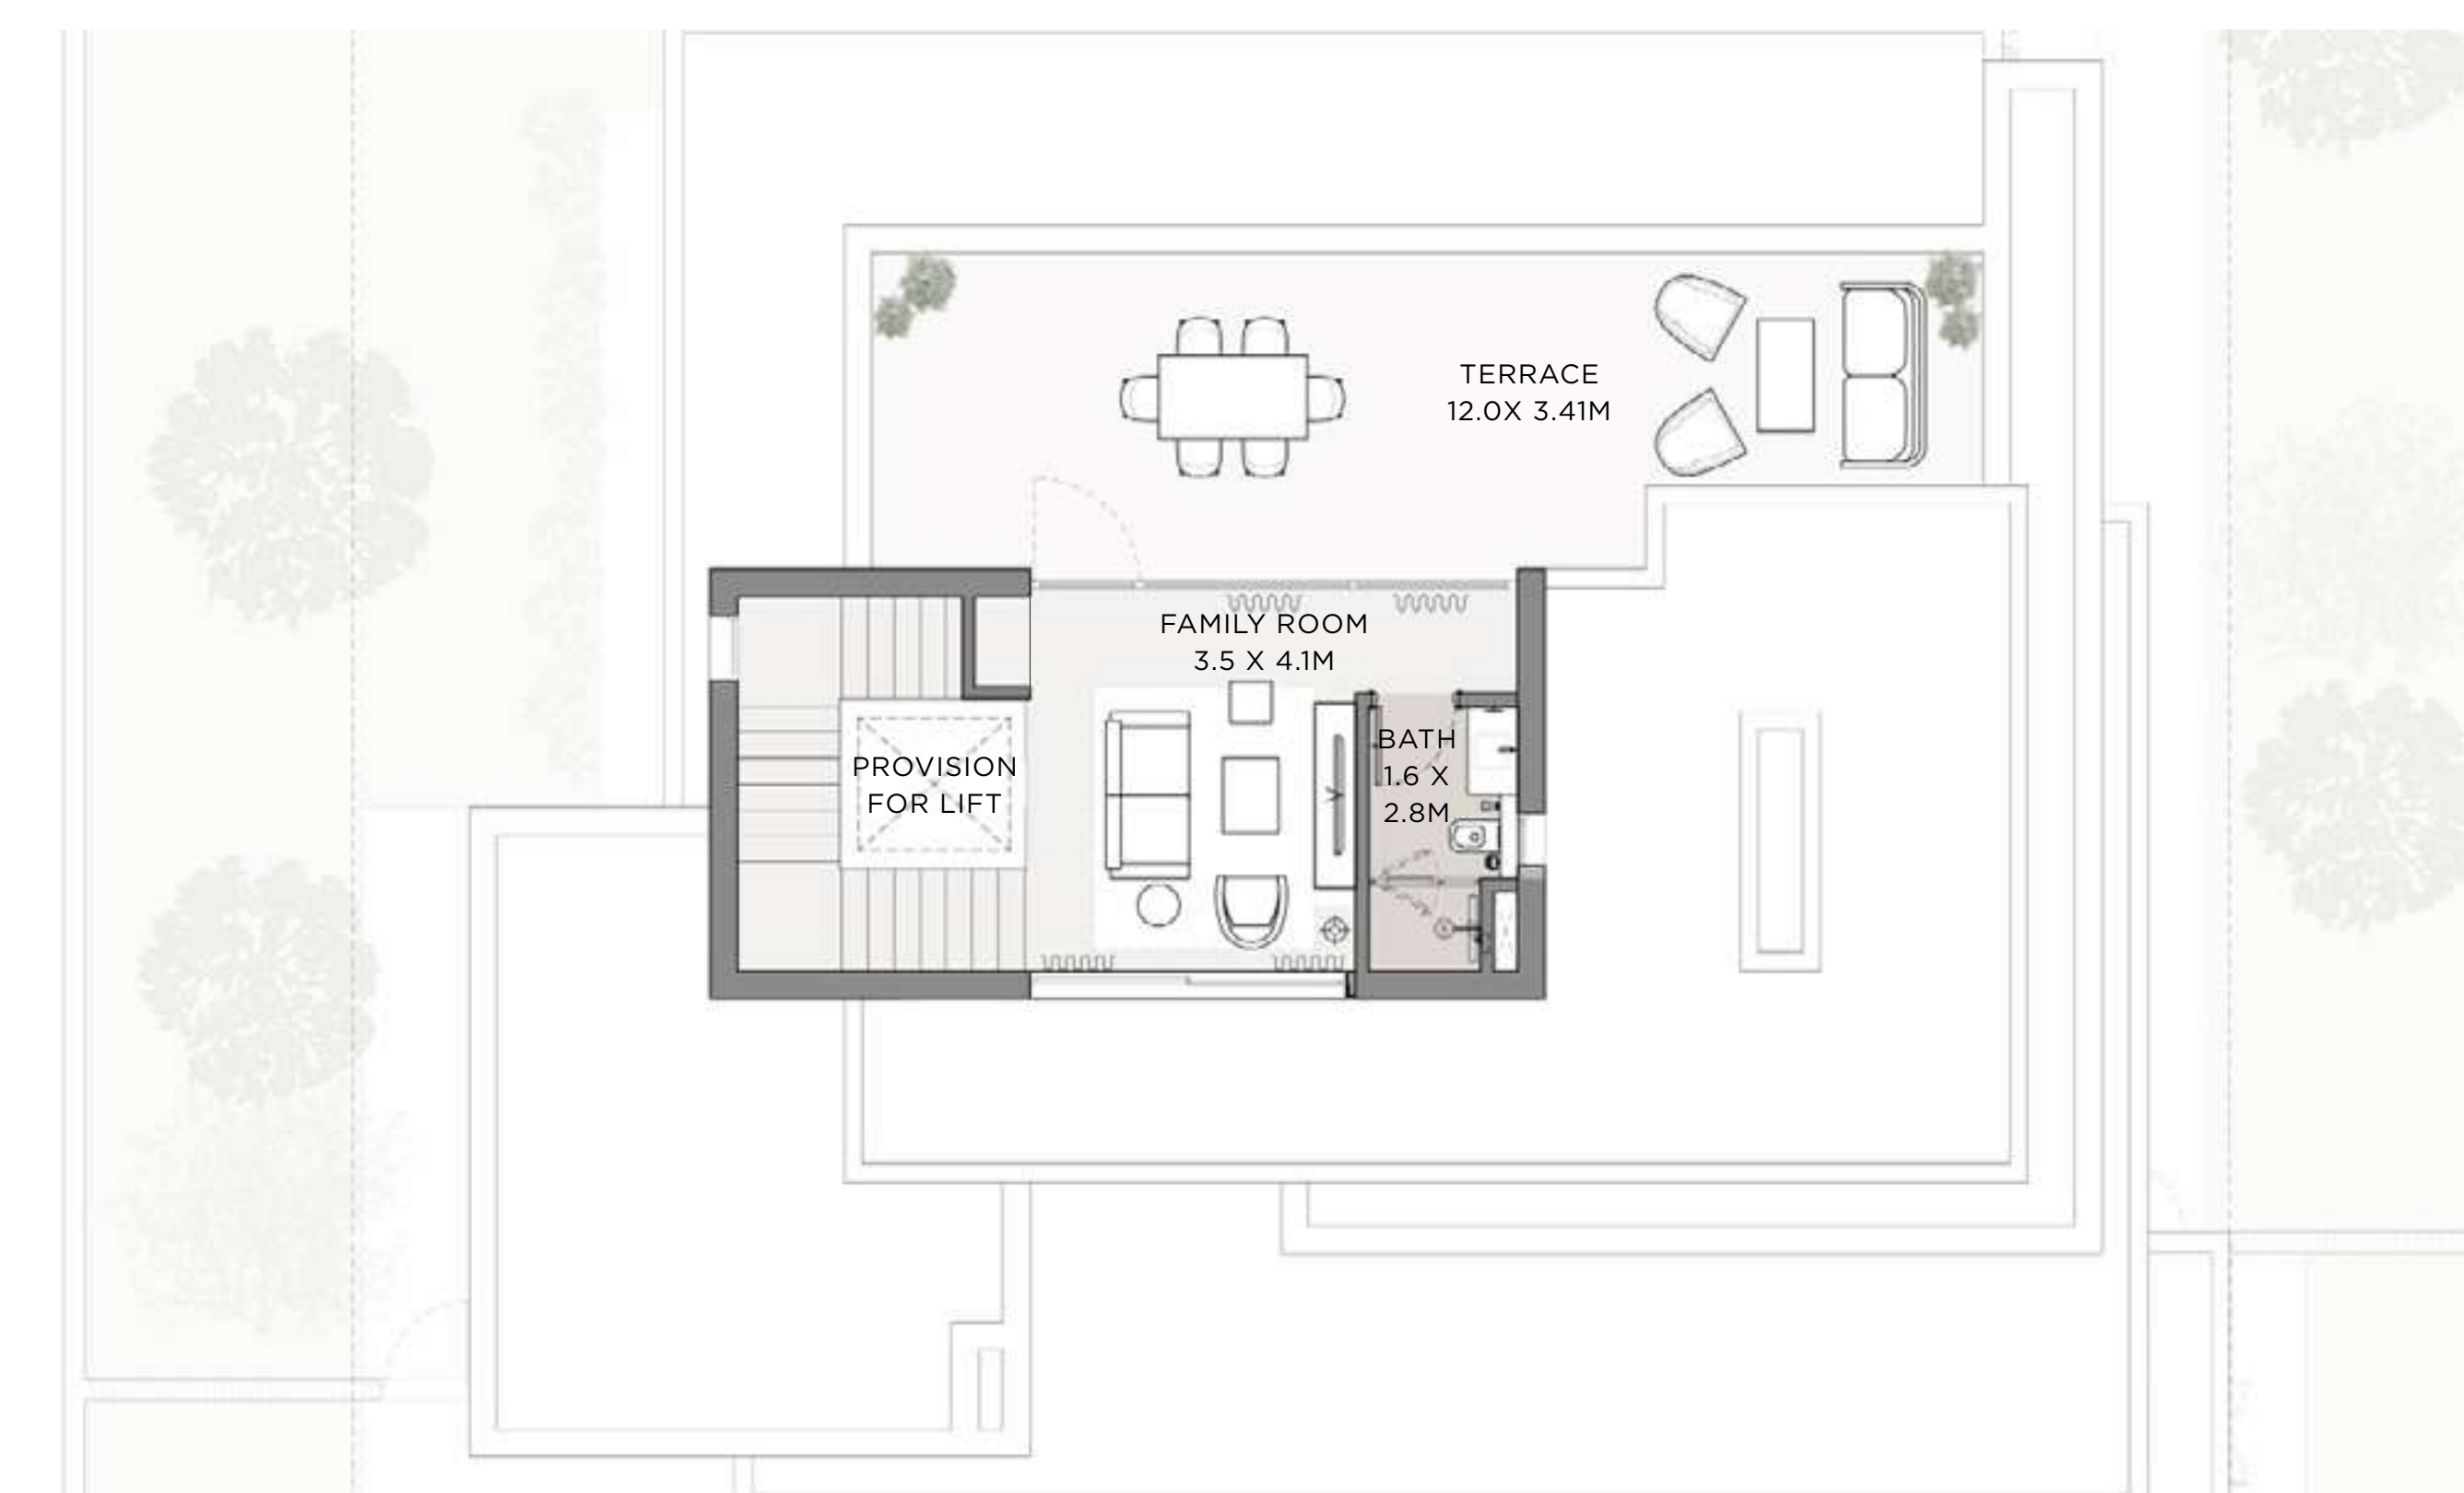 TERRACE
12.0X 3.41M
FAMILY ROOM
3.5 X 4.1M
PROVISION
FOR LIFT
BATH
1.6 X
2.8M